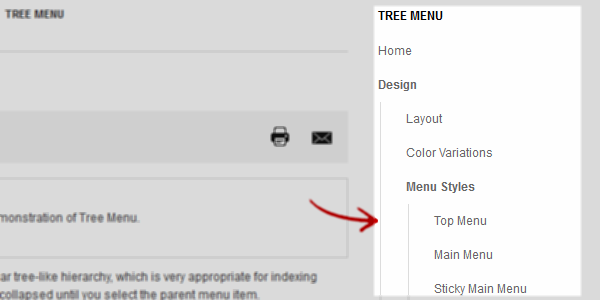 TREE MENU
monstration of Tree Menu.
ar tree-like hierarchy, which is very appropriate for indexing
collapsed until you select the parent menu item.
TREE MENU
Home
Design
Layout
Color Variations
Menu Styles
Top Menu
Main Menu
Sticky Main Menu